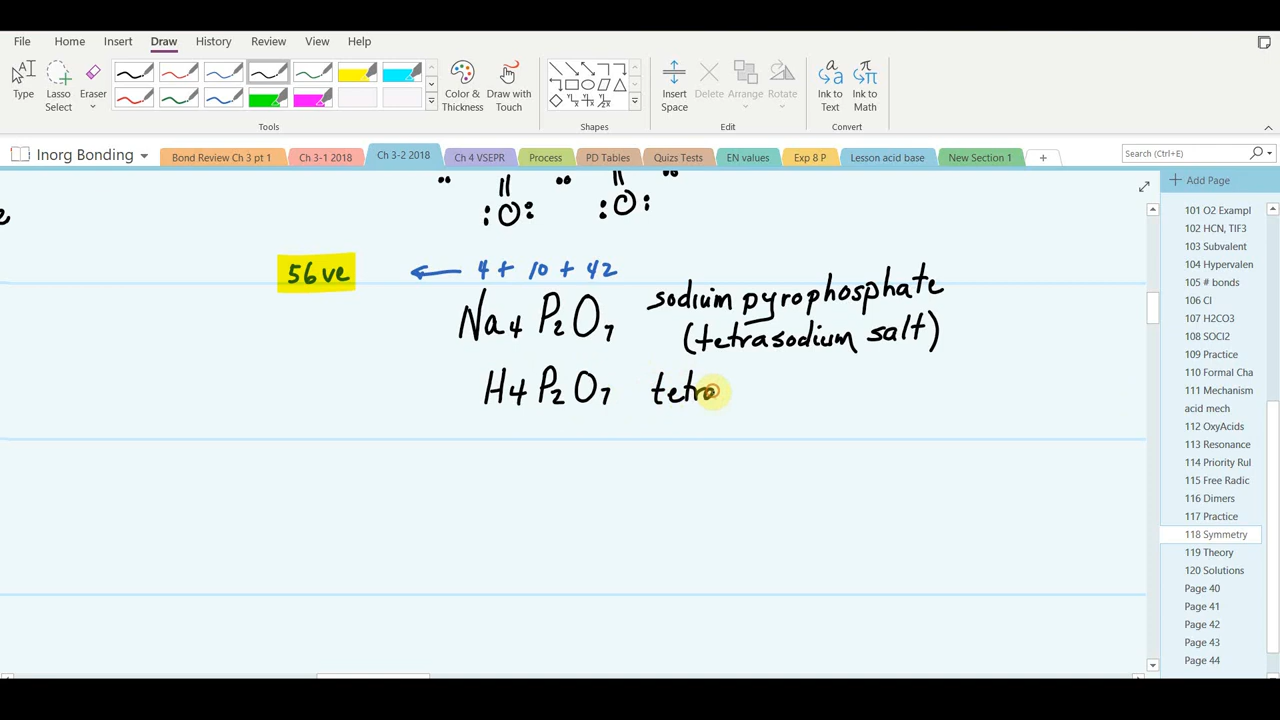 File Home Insert Draw History Review View Help
Type
Lasso Select
Eraser
Color & Thickness
Draw with Touch
Insert Space
Delete
Arrange
Rotate
Ink to Text
Ink to Math
Tools
Shapes
Edit
Convert
Inorg Bonding
Bond Review Ch 3 pt 1
Ch 3-1 2018
Ch 3-2 2018
Ch 4 VSEPR
Process
PD Tables
Quizs Tests
EN values
Exp 8 P
Lesson acid base
New Section 1
Search (Ctrl+E)
Add Page
101 O2 Exampl
102 HCN, TIF3
103 Subvalent
104 Hypervalen
105 # bonds
106 CI
107 H2CO3
108 SOCI2
109 Practice
110 Formal Cha
111 Mechanism
acid mech
112 OxyAcids
113 Resonance
114 Priority Rul
115 Free Radic
116 Dimers
117 Practice
118 Symmetry
119 Theory
120 Solutions
Page 40
Page 41
Page 42
Page 43
Page 44
e
:O: :O:
56 ve ← 4 + 10 + 42
Na4 P2O7 sodium pyrophosphate
(tetrasodium salt)
H4 P2O7 tetra